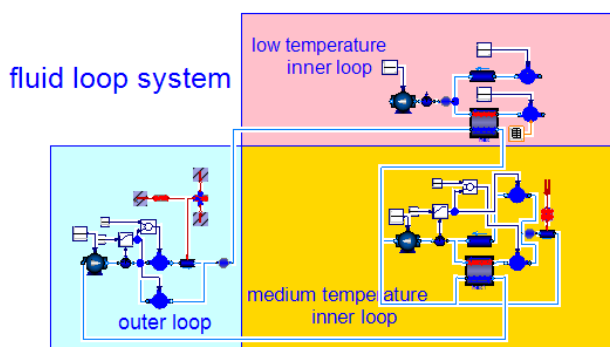 low temperature
inner loop
fluid loop system
medium temperature
inner loop
outer loop